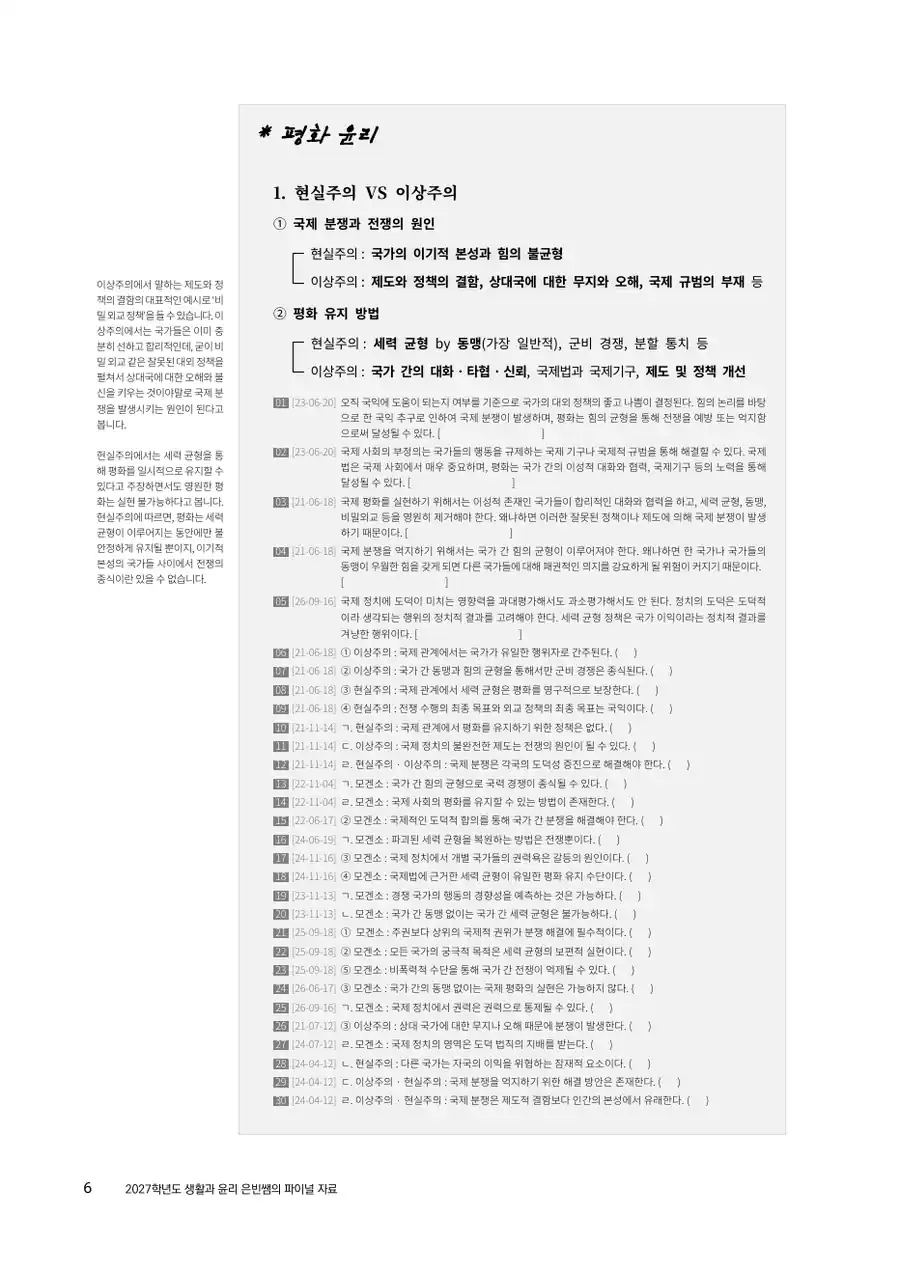 * 평화 윤리
1. 현실주의 VS 이상주의
① 국제 분쟁과 전쟁의 원인
현실주의 : 국가의 이기적 본성과 힘의 불균형
이상주의 : 제도와 정책의 결함, 상대국에 대한 무지와 오해, 국제 규범의 부재 등
② 평화 유지 방법
현실주의 : 세력 균형 by 동맹(가장 일반적), 군비 경쟁, 분할 통치 등
이상주의 : 국가 간의 대화 · 타협 · 신뢰, 국제법과 국제기구, 제도 및 정책 개선
이상주의에서 말하는 제도와 정
책의 결함의 대표적인 예시로 '비
밀 외교 정책'을 들 수 있습니다. 이
상주의에서는 국가들은 이미 충
분히 선하고 합리적인데, 굳이 비
밀 외교 같은 잘못된 대외 정책을
펼쳐서 상대국에 대한 오해와 불
신을 키우는 것이야말로 국제 분
쟁을 발생시키는 원인이 된다고
봅니다.
현실주의에서는 세력 균형을 통
해 평화를 일시적으로 유지할 수
있다고 주장하면서도 영원한 평
화는 실현 불가능하다고 봅니다.
현실주의에 따르면, 평화는 세력
균형이 이루어지는 동안에만 불
안정하게 유지될 뿐이지, 이기적
본성의 국가들 사이에서 전쟁의
종식이란 있을 수 없습니다.
01 [23-06-20] 오직 국익에 도움이 되는지 여부를 기준으로 국가의 대외 정책의 좋고 나쁨이 결정된다. 힘의 논리를 바탕
으로 한 국익 추구로 인하여 국제 분쟁이 발생하며, 평화는 힘의 균형을 통해 전쟁을 예방 또는 억지함
으로써 달성될 수 있다. [ ]
02 [23-06-20] 국제 사회의 부정의는 국가들의 행동을 규제하는 국제 기구나 국제적 규범을 통해 해결할 수 있다. 국제
법은 국제 사회에서 매우 중요하며, 평화는 국가 간의 이성적 대화와 협력, 국제기구 등의 노력을 통해
달성될 수 있다. [ ]
03 [21-06-18] 국제 평화를 실현하기 위해서는 이성적 존재인 국가들이 합리적인 대화와 협력을 하고, 세력 균형, 동맹,
비밀외교 등을 영원히 제거해야 한다. 왜냐하면 이러한 잘못된 정책이나 제도에 의해 국제 분쟁이 발생
하기 때문이다. [ ]
04 [21-06-18] 국제 분쟁을 억지하기 위해서는 국가 간 힘의 균형이 이루어져야 한다. 왜냐하면 한 국가나 국가들의
동맹이 우월한 힘을 갖게 되면 다른 국가들에 대해 패권적인 의지를 강요하게 될 위험이 커지기 때문이다.
[ ]
05 [26-09-16] 국제 정치에 도덕이 미치는 영향력을 과대평가해서도 과소평가해서도 안 된다. 정치의 도덕은 도덕적
이라 생각되는 행위의 정치적 결과를 고려해야 한다. 세력 균형 정책은 국가 이익이라는 정치적 결과를
겨냥한 행위이다. [ ]
06 [21-06-18] ① 이상주의 : 국제 관계에서는 국가가 유일한 행위자로 간주된다. ( )
07 [21-06-18] ② 이상주의 : 국가 간 동맹과 힘의 균형을 통해서만 군비 경쟁은 종식된다. ( )
08 [21-06-18] ③ 현실주의 : 국제 관계에서 세력 균형은 평화를 영구적으로 보장한다. ( )
09 [21-06-18] ④ 현실주의 : 전쟁 수행의 최종 목표와 외교 정책의 최종 목표는 국익이다. ( )
10 [21-11-14] ㄱ. 현실주의 : 국제 관계에서 평화를 유지하기 위한 정책은 없다. ( )
11 [21-11-14] ㄷ. 이상주의 : 국제 정치의 불완전한 제도는 전쟁의 원인이 될 수 있다. ( )
12 [21-11-14] ㄹ. 현실주의 · 이상주의 : 국제 분쟁은 각국의 도덕성 증진으로 해결해야 한다. ( )
13 [22-11-04] ㄱ. 모겐소 : 국가 간 힘의 균형으로 국력 경쟁이 종식될 수 있다. ( )
14 [22-11-04] ㄹ. 모겐소 : 국제 사회의 평화를 유지할 수 있는 방법이 존재한다. ( )
15 [22-06-17] ② 모겐소 : 국제적인 도덕적 합의를 통해 국가 간 분쟁을 해결해야 한다. ( )
16 [24-06-19] ㄱ. 모겐소 : 파괴된 세력 균형을 복원하는 방법은 전쟁뿐이다. ( )
17 [24-11-16] ③ 모겐소 : 국제 정치에서 개별 국가들의 권력욕은 갈등의 원인이다. ( )
18 [24-11-16] ④ 모겐소 : 국제법에 근거한 세력 균형이 유일한 평화 유지 수단이다. ( )
19 [23-11-13] ㄱ. 모겐소 : 경쟁 국가의 행동의 경향성을 예측하는 것은 가능하다. ( )
20 [23-11-13] ㄴ. 모겐소 : 국가 간 동맹 없이는 국가 간 세력 균형은 불가능하다. ( )
21 [25-09-18] ① 모겐소 : 주권보다 상위의 국제적 권위가 분쟁 해결에 필수적이다. ( )
22 [25-09-18] ② 모겐소 : 모든 국가의 궁극적 목적은 세력 균형의 보편적 실현이다. ( )
23 [25-09-18] ⑤ 모겐소 : 비폭력적 수단을 통해 국가 간 전쟁이 억제될 수 있다. ( )
24 [26-06-17] ③ 모겐소 : 국가 간의 동맹 없이는 국제 평화의 실현은 가능하지 않다. ( )
25 [26-09-16] ㄱ. 모겐소 : 국제 정치에서 권력은 권력으로 통제될 수 있다. ( )
26 [21-07-12] ③ 이상주의 : 상대 국가에 대한 무지나 오해 때문에 분쟁이 발생한다. ( )
27 [24-07-12] ㄹ. 모겐소 : 국제 정치의 영역은 도덕 법칙의 지배를 받는다. ( )
28 [24-04-12] ㄴ. 현실주의 : 다른 국가는 자국의 이익을 위협하는 잠재적 요소이다. ( )
29 [24-04-12] ㄷ. 이상주의 · 현실주의 : 국제 분쟁을 억지하기 위한 해결 방안은 존재한다. ( )
30 [24-04-12] ㄹ. 이상주의 · 현실주의 : 국제 분쟁은 제도적 결함보다 인간의 본성에서 유래한다. ( )
6 2027학년도 생활과 윤리 은빈쌤의 파이널 자료